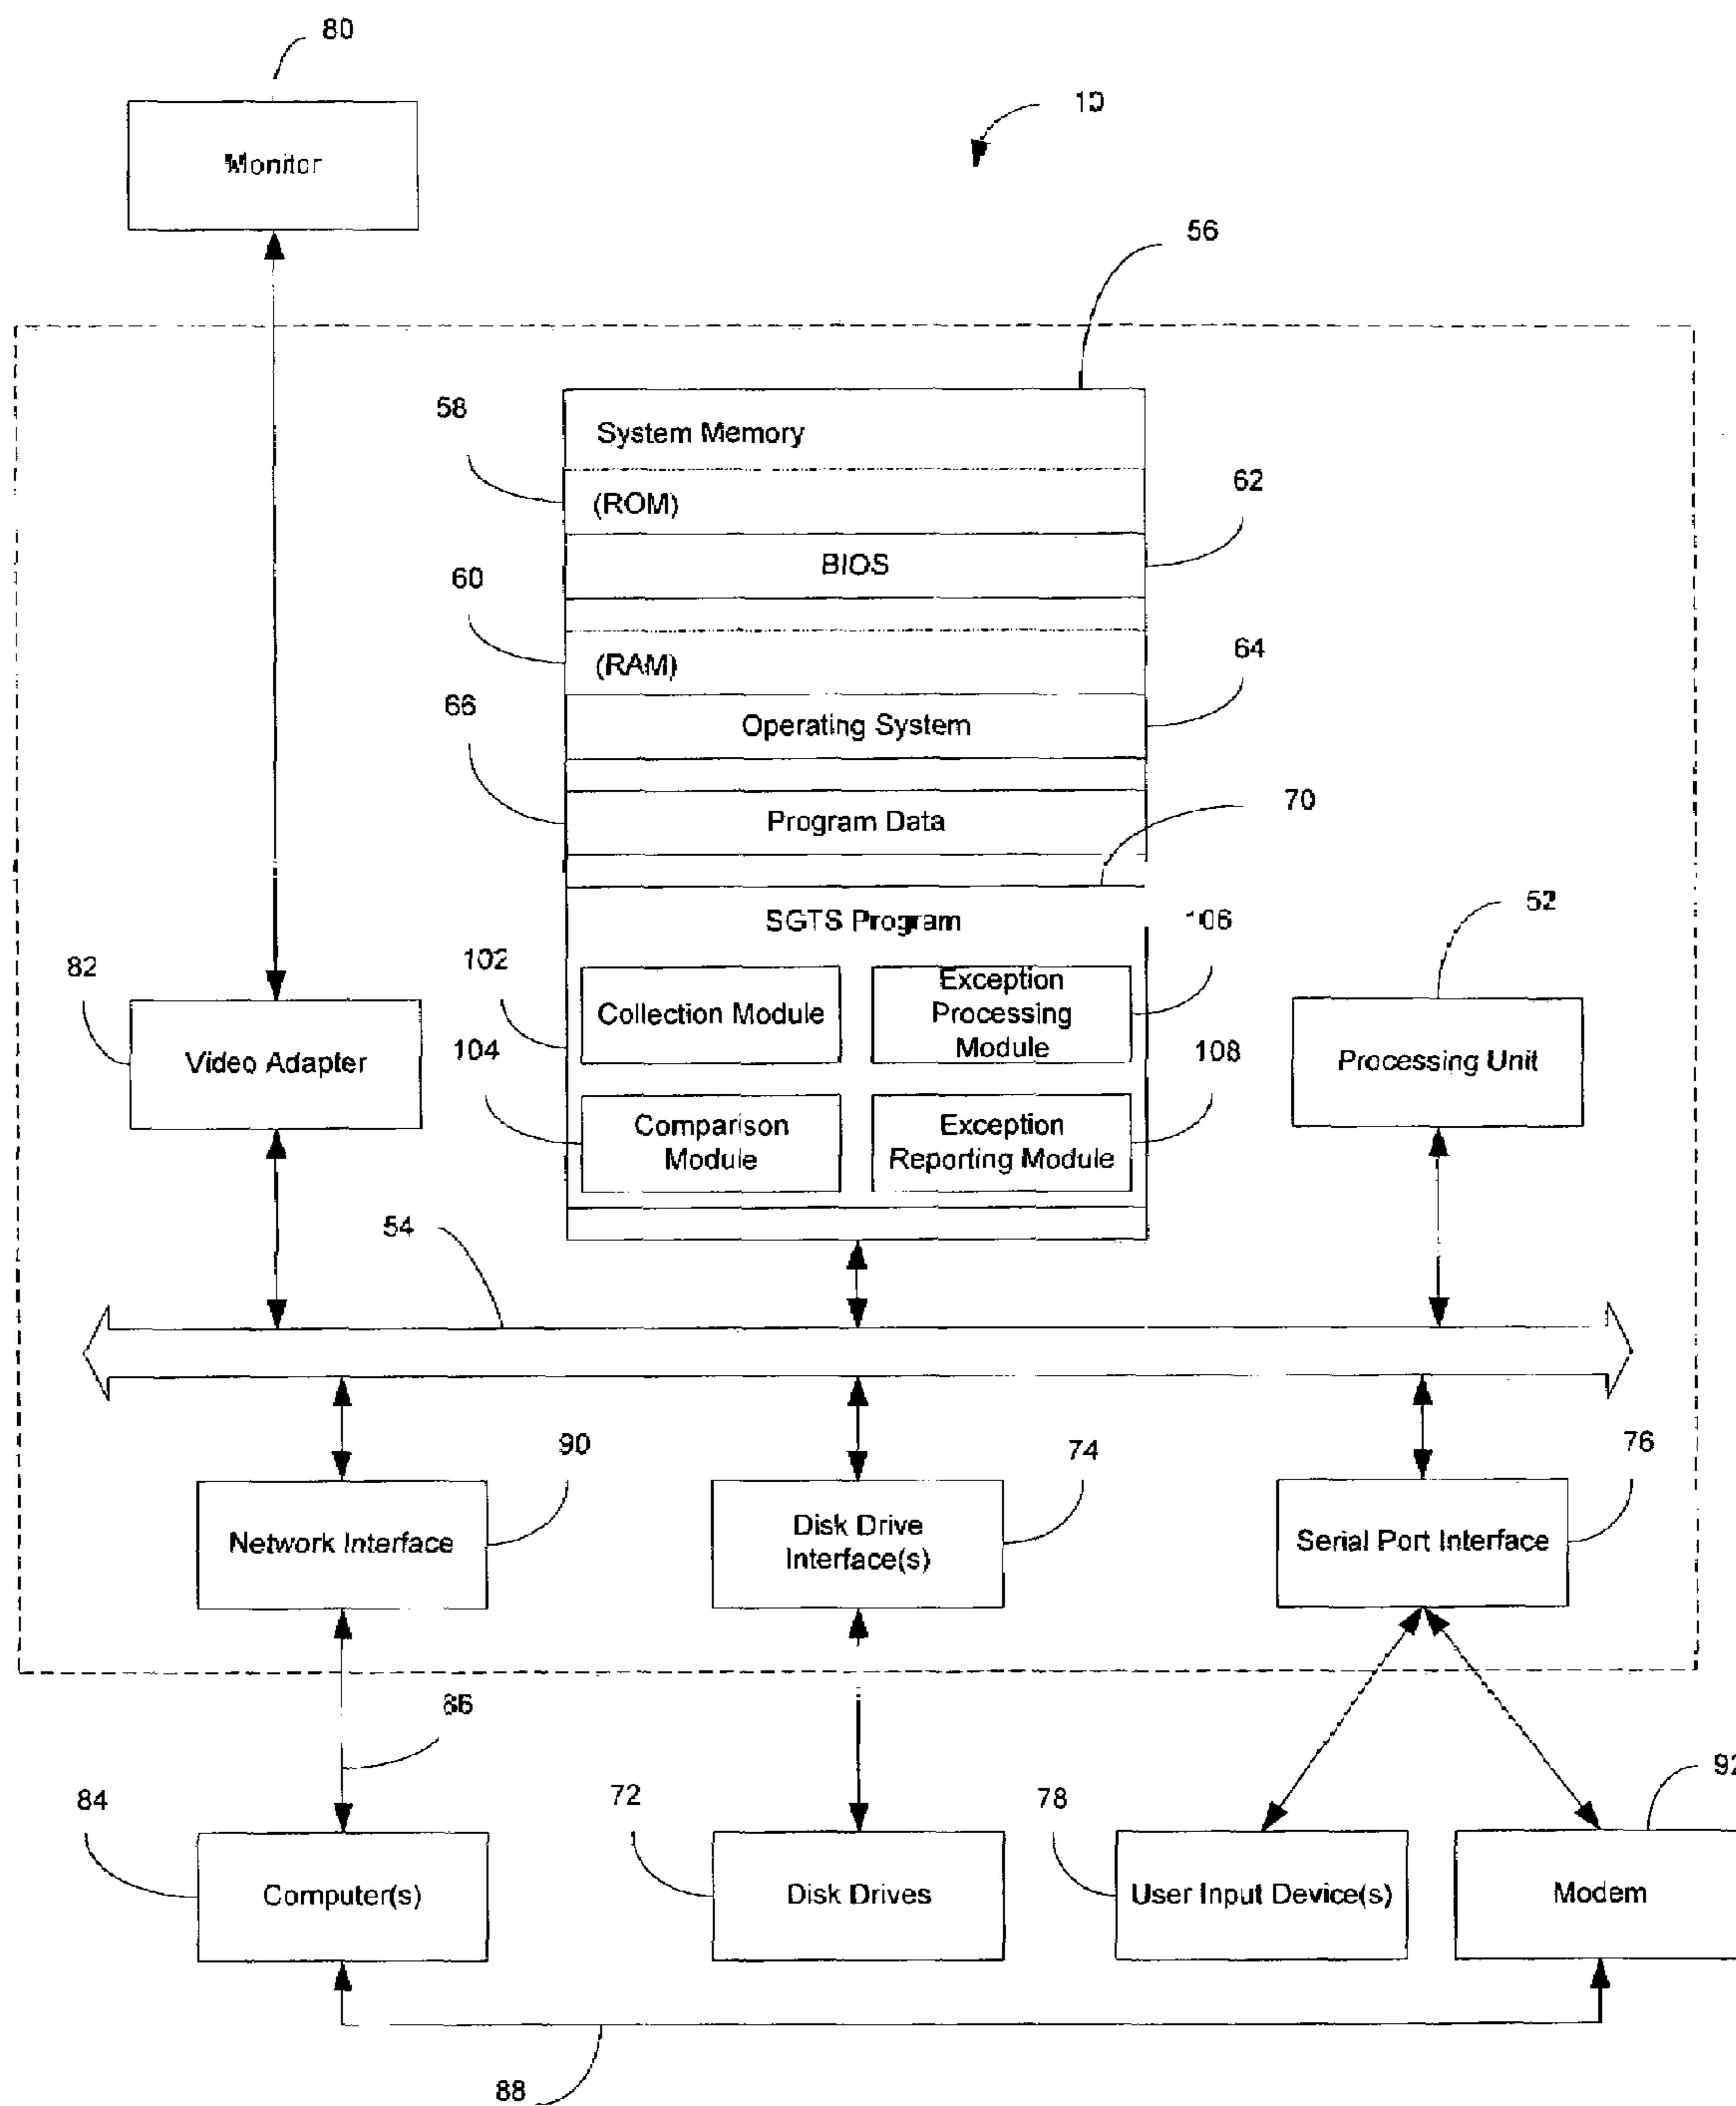 80
10
Monitor
56
58
System Memory
(ROM)
62
BIOS
60
(RAM)
64
66
Operating System
70
Program Data
SGTS Program
106
52
102
82
Collection Module
Exception
Processing
Module
Video Adapter
104
108
Processing Unit
Comparison
Module
Exception
Reporting Module
54
90
74
76
Network Interface
Disk Drive
Interface(s)
Serial Port Interface
86
84
72
78
92
Computer(s)
Disk Drives
User Input Device(s)
Modem
88